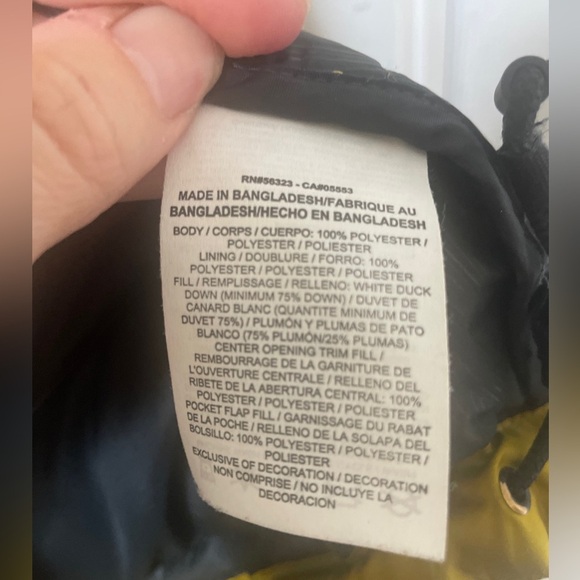 RN#56323 - CA#05553
MADE IN BANGLADESH/FABRIQUE AU
BANGLADESH/HECHO EN BANGLADESH
BODY / CORPS / CUERPO: 100% POLYESTER /
POLYESTER / POLIESTER
LINING / DOUBLURE / FORRO: 100%
POLYESTER / POLYESTER / POLIESTER
FILL / REMPLISSAGE / RELLENO: WHITE DUCK
DOWN (MINIMUM 75% DOWN) / DUVET DE
CANARD BLANC (QUANTITE MINIMUM DE
DUVET 75%) / PLUMÓN Y PLUMAS DE PATO
BLANCO (75% PLUMÓN/25% PLUMAS)
CENTER OPENING TRIM FILL /
REMBOURRAGE DE LA GARNITURE DE
L'OUVERTURE CENTRALE / RELLENO DEL
RIBETE DE LA ABERTURA CENTRAL: 100%
POLYESTER / POLYESTER / POLIESTER
POCKET FLAP FILL / GARNISSAGE DU RABAT
DE LA POCHE / RELLENO DE LA SOLAPA DEL
BOLSILLO: 100% POLYESTER / POLYESTER /
POLIESTER
EXCLUSIVE OF DECORATION / DECORATION
NON COMPRISE / NO INCLUYE LA
DECORACION